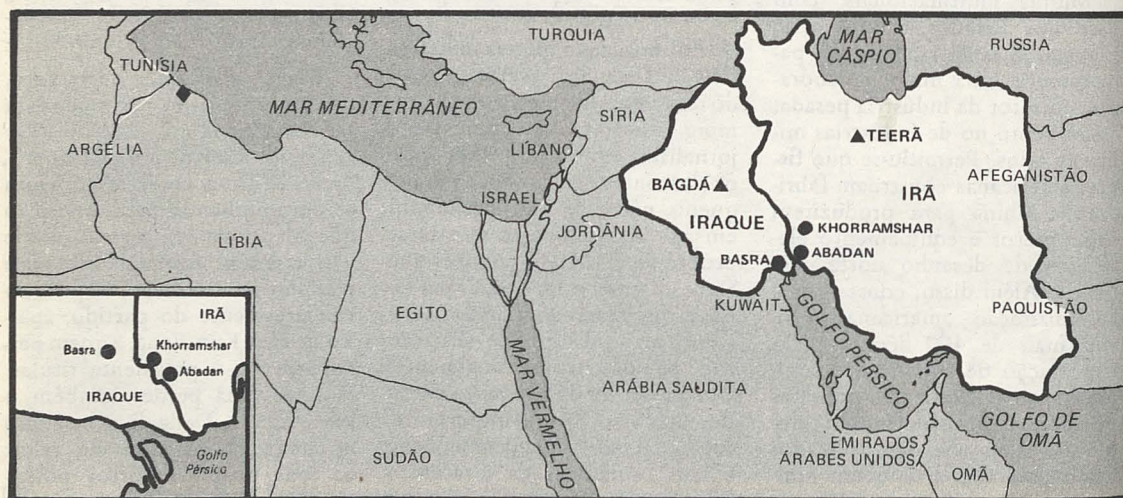 TURQUIA
MAR
CÁSPIO
RUSSIA
TUNISIA
MAR MEDITERRÂNEO
SÍRIA
TEERÃ
ARGÉLIA
LÍBANO
BAGDÁ
IRÃ
AFEGANISTÃO
ISRAEL
IRAQUE
KHORRAMSHAR
LÍBIA
JORDÂNIA
BASRA
ABADAN
KUWAIT
PAQUISTÃO
EGITO
MAR VERMELHO
ARÁBIA SAUDITA
GOLFO PÉRSICO
GOLFO DE
OMÃ
EMIRADOS
ÁRABES UNIDOS
OMÃ
SUDÃO
IRÃ
Basra
Khorramshar
Abadan
IRAQUE
Golfo
Pérsico